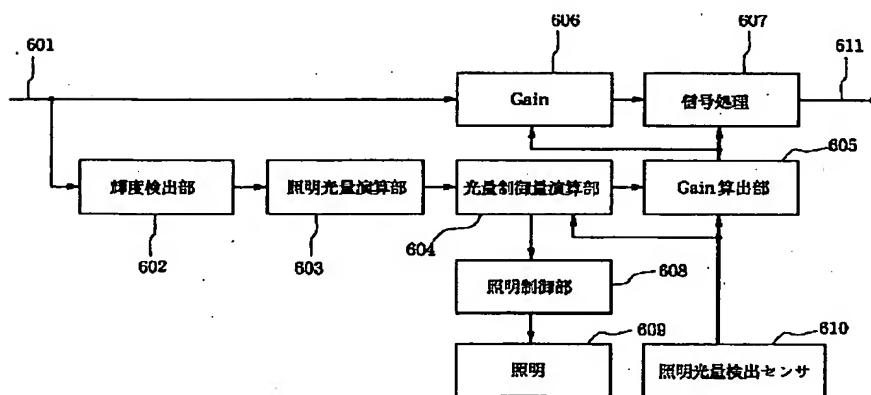 606
607
601
611
Gain
信号処理
605
輝度検出部
照明光量演算部
光量制御量演算部
Gain 算出部
602
603
604
608
照明制御部
609
610
照明
照明光量検出センサ